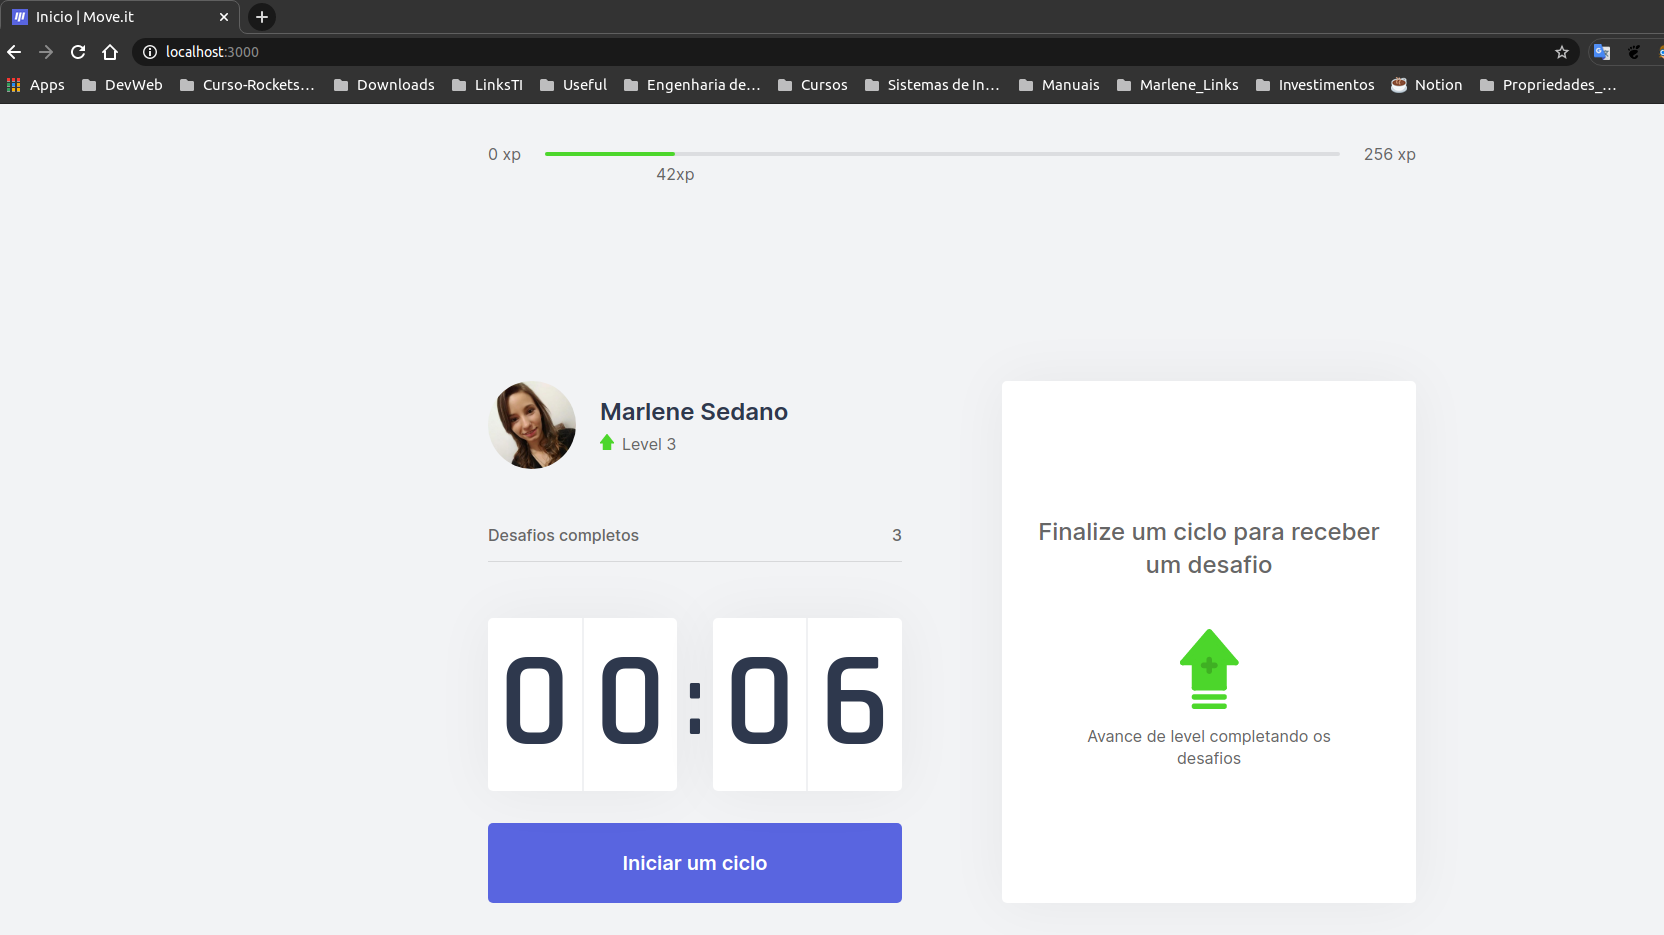 Inicio | Move.it
localhost:3000
Apps DevWeb Curso-Rockets... Downloads LinksTI Useful Engenharia de... Cursos Sistemas de In... Manuais Marlene_Links Investimentos Notion Propriedades_...
0 xp 256 xp
42xp
Marlene Sedano
Level 3
Desafios completos 3
00:06
Iniciar um ciclo
Finalize um ciclo para receber
um desafio
Avance de level completando os
desafios